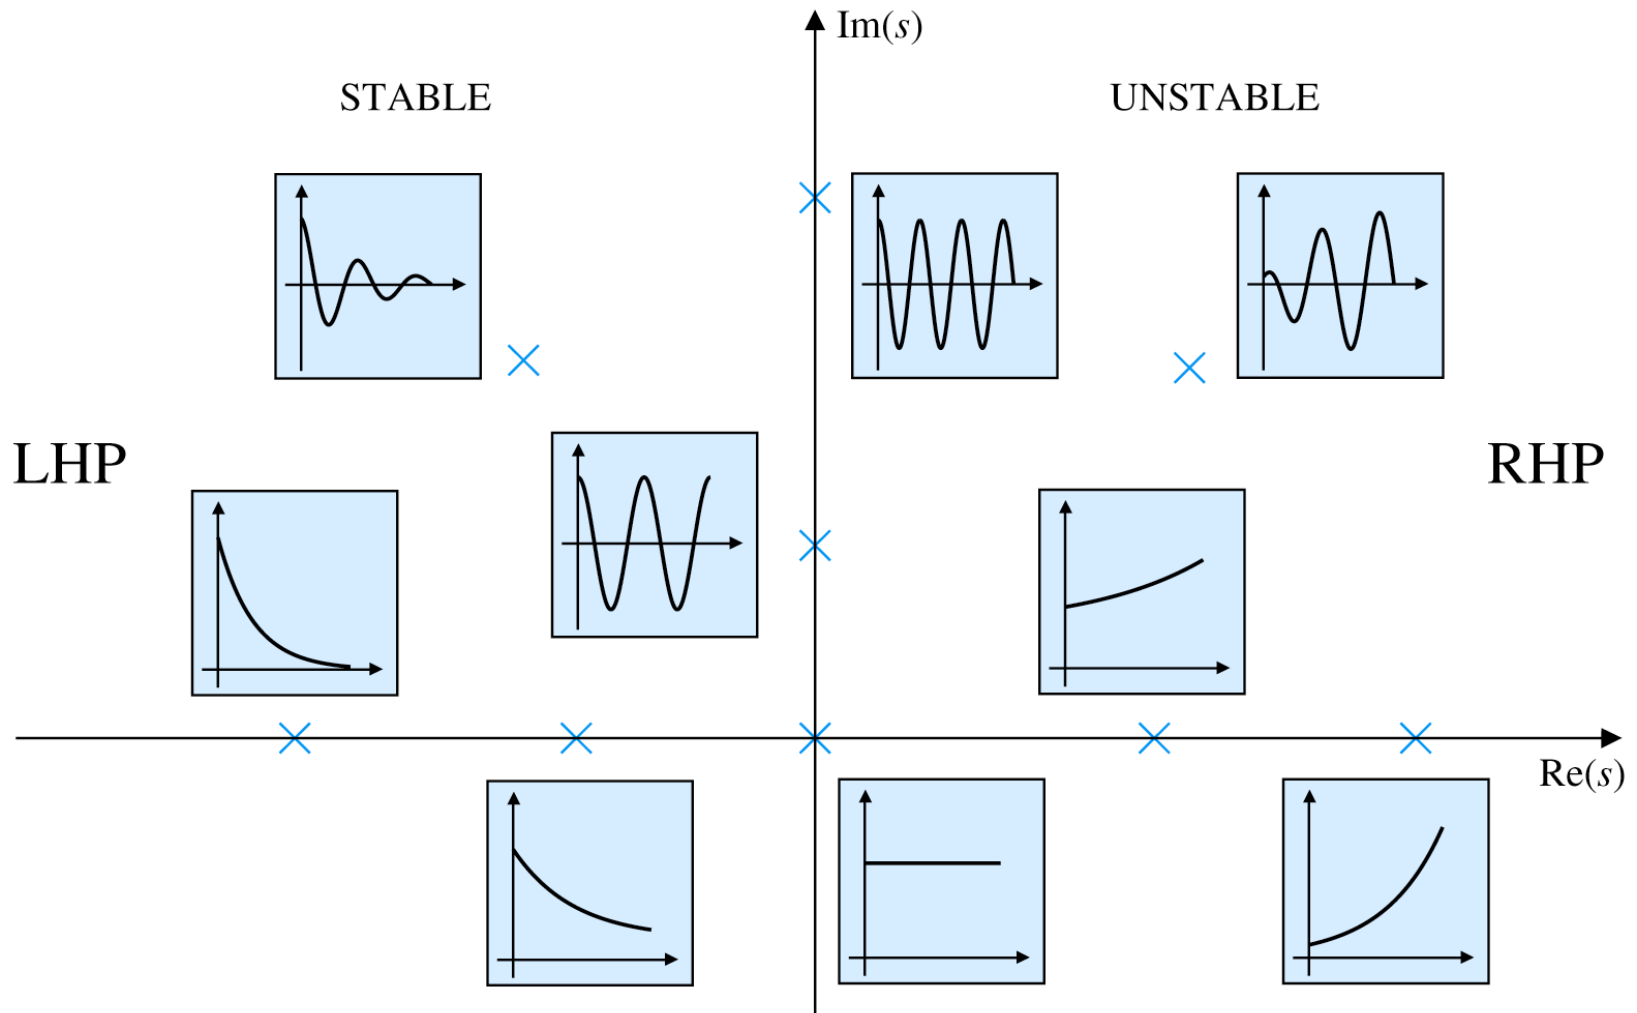 Im(s)
STABLE
UNSTABLE
LHP
RHP
Re(s)